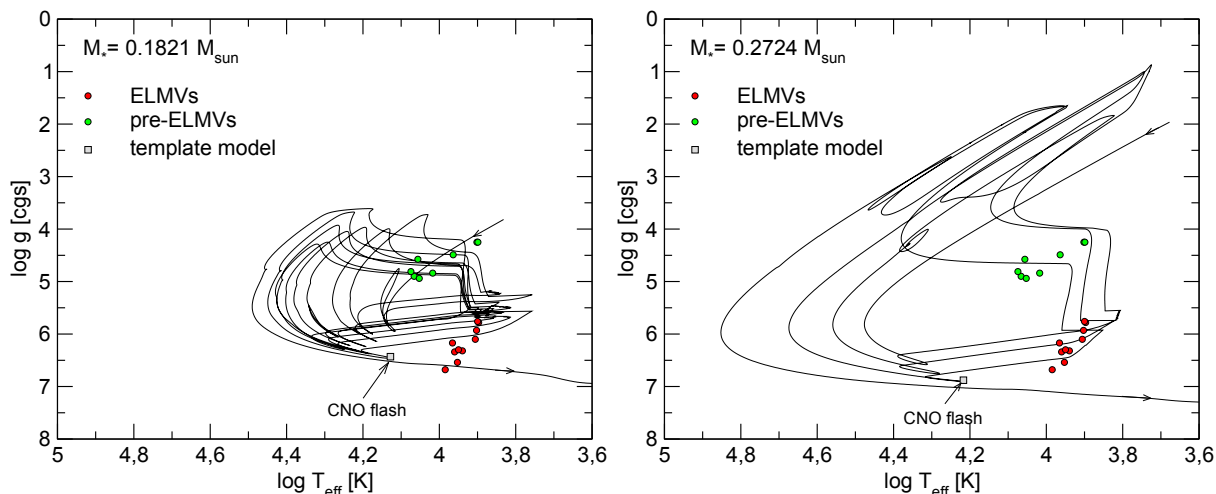 0
1
2
3
4
5
6
7
8
log g [cgs]
M* = 0.1821 Msun
ELMVs
pre-ELMVs
template model
CNO flash
5
4,8
4,6
4,4
4,2
4
3,8
3,6
log Teff [K]
0
1
2
3
4
5
6
7
8
log g [cgs]
M* = 0.2724 Msun
ELMVs
pre-ELMVs
template model
CNO flash
5
4,8
4,6
4,4
4,2
4
3,8
3,6
log Teff [K]